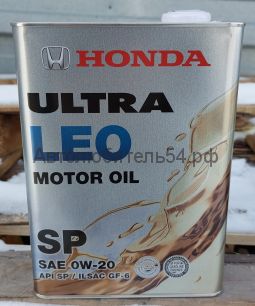 HONDA
ULTRA
LEO
Автолюбитель54.рф
MOTOR OIL
SP
SAE 0W-20
API SP / ILSAC GF-6